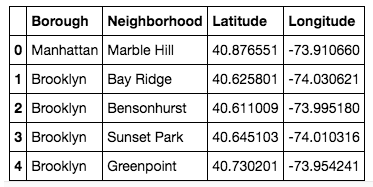 Borough Neighborhood Latitude Longitude
0 Manhattan Marble Hill 40.876551 -73.910660
1 Brooklyn Bay Ridge 40.625801 -74.030621
2 Brooklyn Bensonhurst 40.611009 -73.995180
3 Brooklyn Sunset Park 40.645103 -74.010316
4 Brooklyn Greenpoint 40.730201 -73.954241